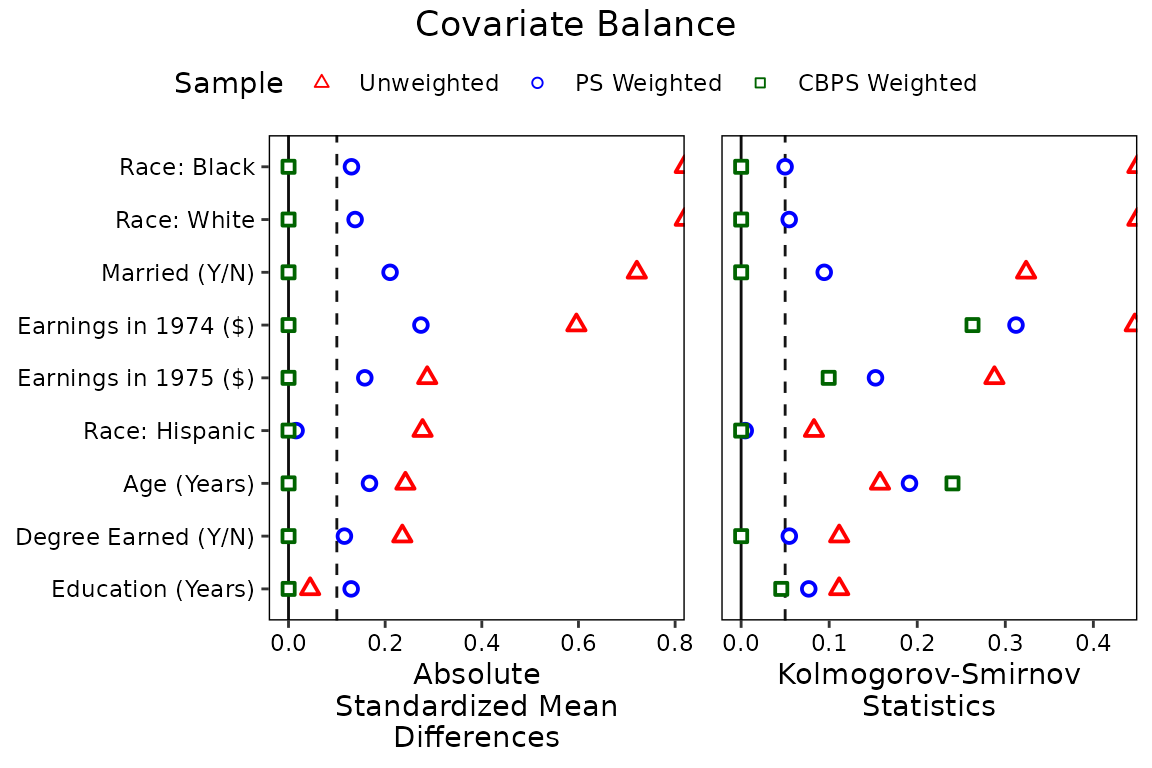 Covariate Balance
Sample Unweighted PS Weighted CBPS Weighted
Race: Black
Race: White
Married (Y/N)
Earnings in 1974 ($)
Earnings in 1975 ($)
Race: Hispanic
Age (Years)
Degree Earned (Y/N)
Education (Years)
0.0 0.2 0.4 0.6 0.8
Absolute
Standardized Mean
Differences
0.0 0.1 0.2 0.3 0.4
Kolmogorov-Smirnov
Statistics